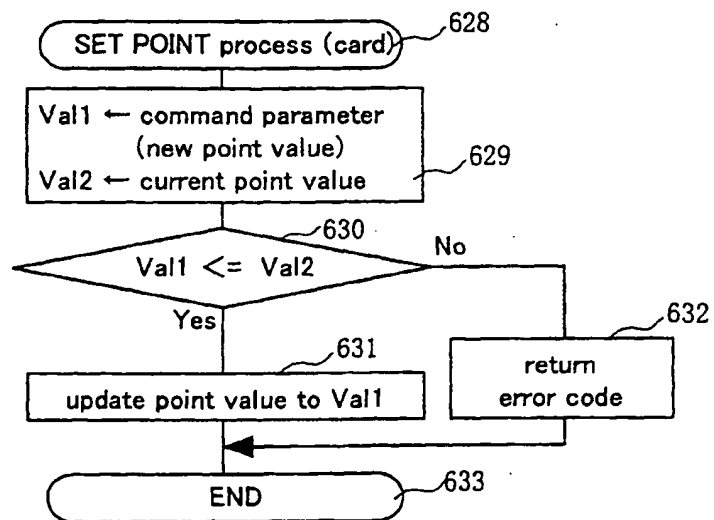 SET POINT process (card)
628
Val1 ← command parameter
(new point value)
Val2 ← current point value
629
630
Val1 <= Val2
No
Yes
631
632
update point value to Val1
return
error code
END
633